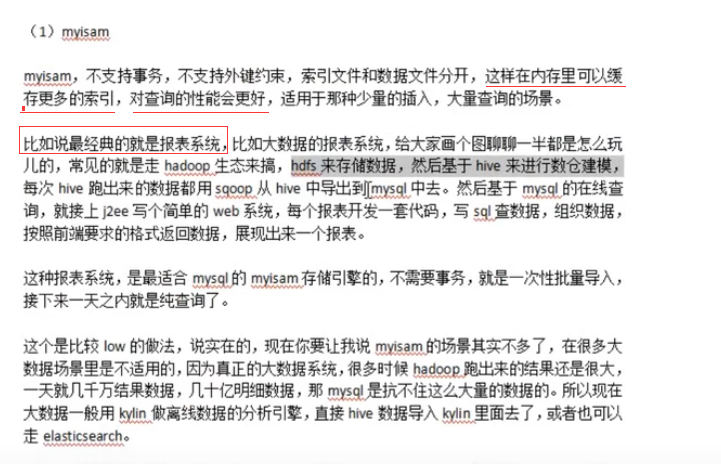 （1）myisam
myisam，不支持事务，不支持外键约束，索引文件和数据文件分开，这样在内存里可以缓
存更多的索引，对查询的性能会更好，适用于那种少量的插入，大量查询的场景。
比如说最经典的就是报表系统，比如大数据的报表系统，给大家画个图聊聊一半都是怎么玩
儿的，常见的就是走 hadoop 生态来搞，hdfs 来存储数据，然后基于 hive 来进行数仓建模，
每次 hive 跑出来的数据都用 sqoop 从 hive 中导出到 mysql 中去。然后基于 mysql 的在线查
询，就接上 j2ee 写个简单的 web 系统，每个报表开发一套代码，写 sql 查数据，组织数据，
按照前端要求的格式返回数据，展现出来一个报表。
这种报表系统，是最适合 mysql 的 myisam 存储引擎的，不需要事务，就是一次性批量导入，
接下来一天之内就是纯查询了。
这个是比较 low 的做法，说实在的，现在你要让我说 myisam 的场景其实不多了，在很多大
数据场景里是不适用的，因为真正的大数据系统，很多时候 hadoop 跑出来的结果还是很大，
一天就几千万结果数据，几十亿明细数据，那 mysql 是抗不住这么大量的数据的。所以现在
大数据一般用 kylin 做离线数据的分析引擎，直接 hive 数据导入 kylin 里面去了，或者也可以
走 elasticsearch。